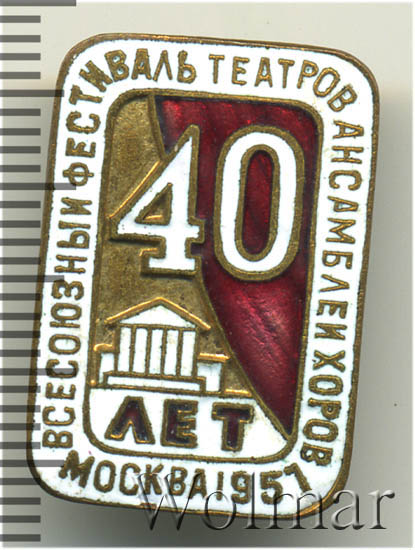 ВСЕСОЮЗНЫЙ ФЕСТИВАЛЬ ТЕАТРОВ АНСАМБЛЕЙ ХОРОВ
40
ЛЕТ
МОСКВА 1957
Wolmar